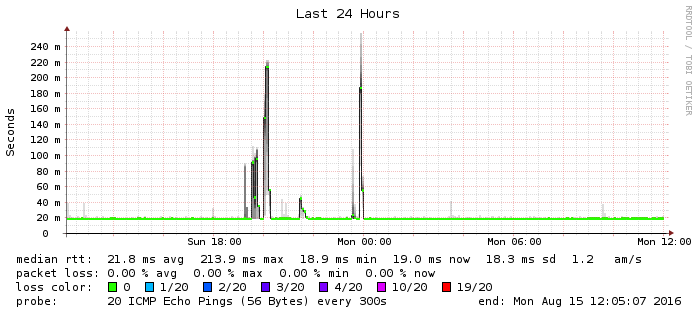 Last 24 Hours
RRDTOOL / TOBI OETIKER
Seconds
240 m
220 m
200 m
180 m
160 m
140 m
120 m
100 m
80 m
60 m
40 m
20 m
0
Sun 18:00 Mon 00:00 Mon 06:00 Mon 12:00
median rtt: 21.8 ms avg 213.9 ms max 18.9 ms min 19.0 ms now 18.3 ms sd 1.2 am/s
packet loss: 0.00 % avg 0.00 % max 0.00 % min 0.00 % now
loss color: 0 1/20 2/20 3/20 4/20 10/20 19/20
probe: 20 ICMP Echo Pings (56 Bytes) every 300s end: Mon Aug 15 12:05:07 2016